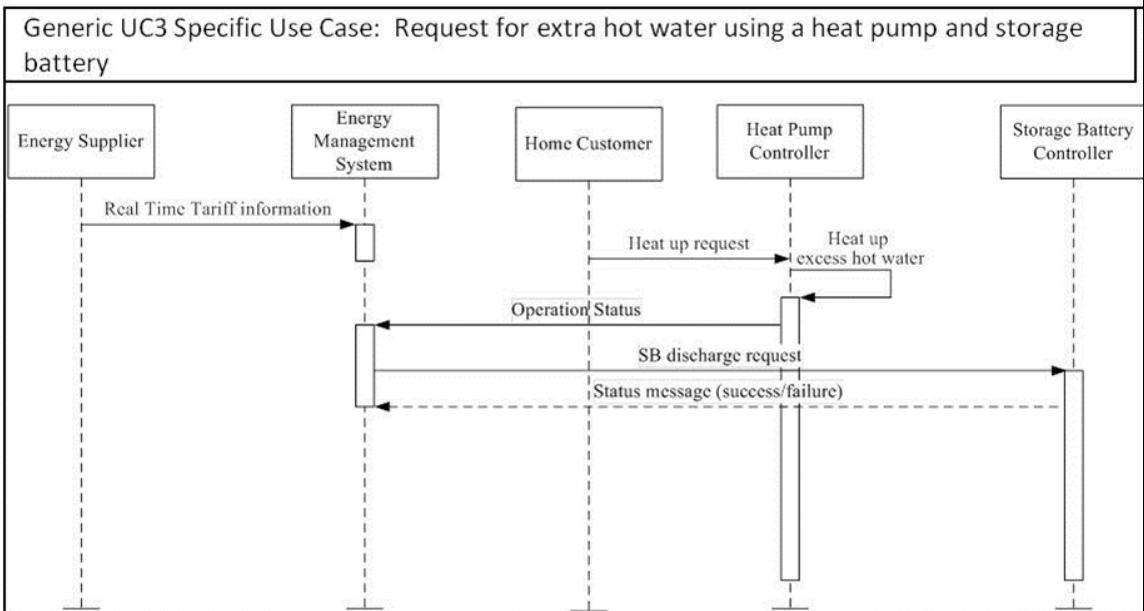 Generic UC3 Specific Use Case: Request for extra hot water using a heat pump and storage
battery
Energy Supplier
Energy
Management
System
Home Customer
Heat Pump
Controller
Storage Battery
Controller
Real Time Tariff information
Heat up request
Heat up
excess hot water
Operation Status
SB discharge request
Status message (success/failure)